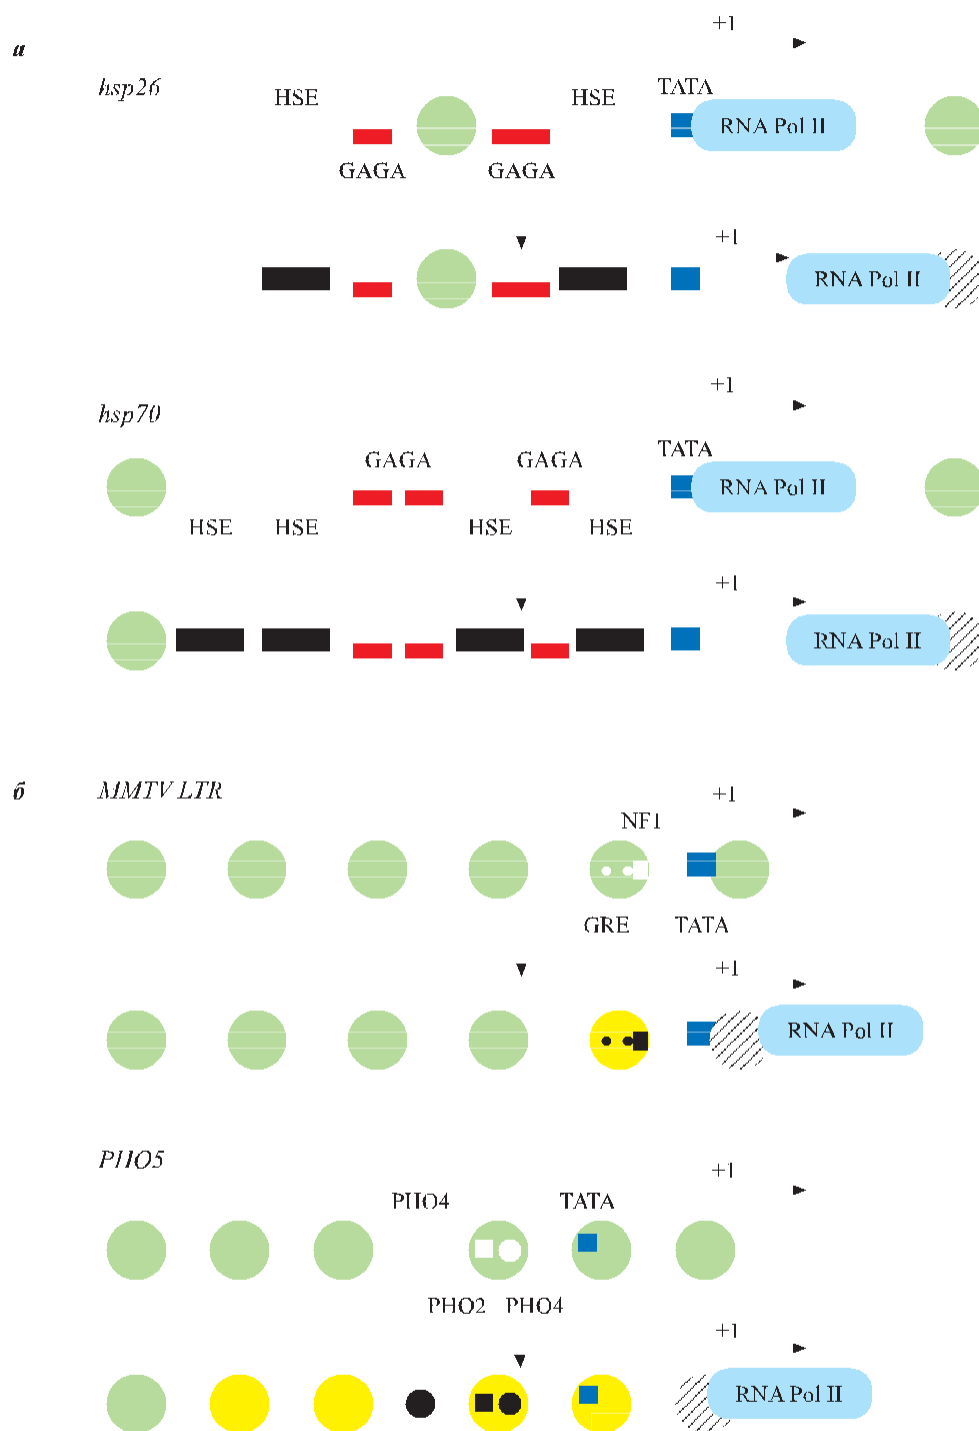 а
+1
hsp26
HSE
HSE
TATA
RNA Pol II
GAGA
GAGA
+1
RNA Pol II
+1
hsp70
GAGA
GAGA
TATA
RNA Pol II
HSE
HSE
HSE
HSE
+1
RNA Pol II
б
MMTV LTR
+1
NF1
GRE
TATA
+1
RNA Pol II
PHO5
+1
PHO4
TATA
PHO2
PHO4
+1
RNA Pol II